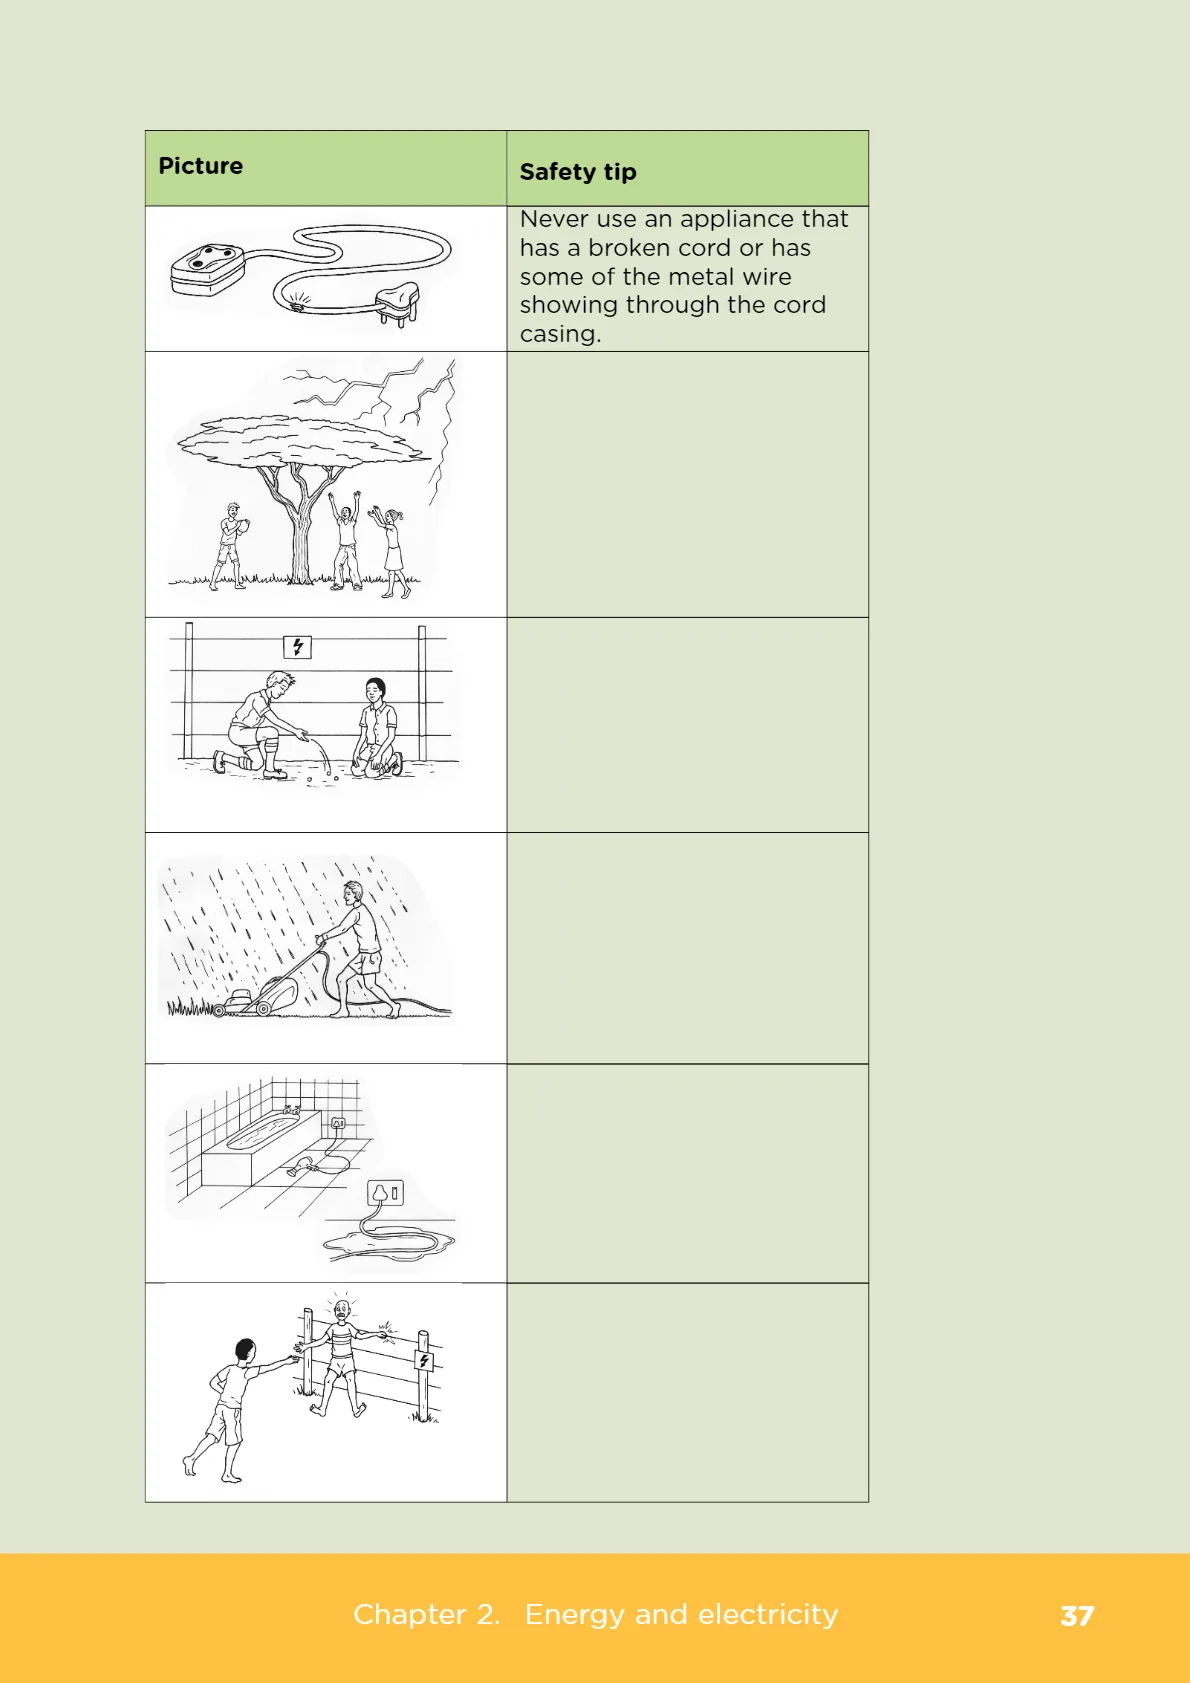 Picture
Safety tip
Never use an appliance that
has a broken cord or has
some of the metal wire
showing through the cord
casing.
Chapter 2. Energy and electricity
37